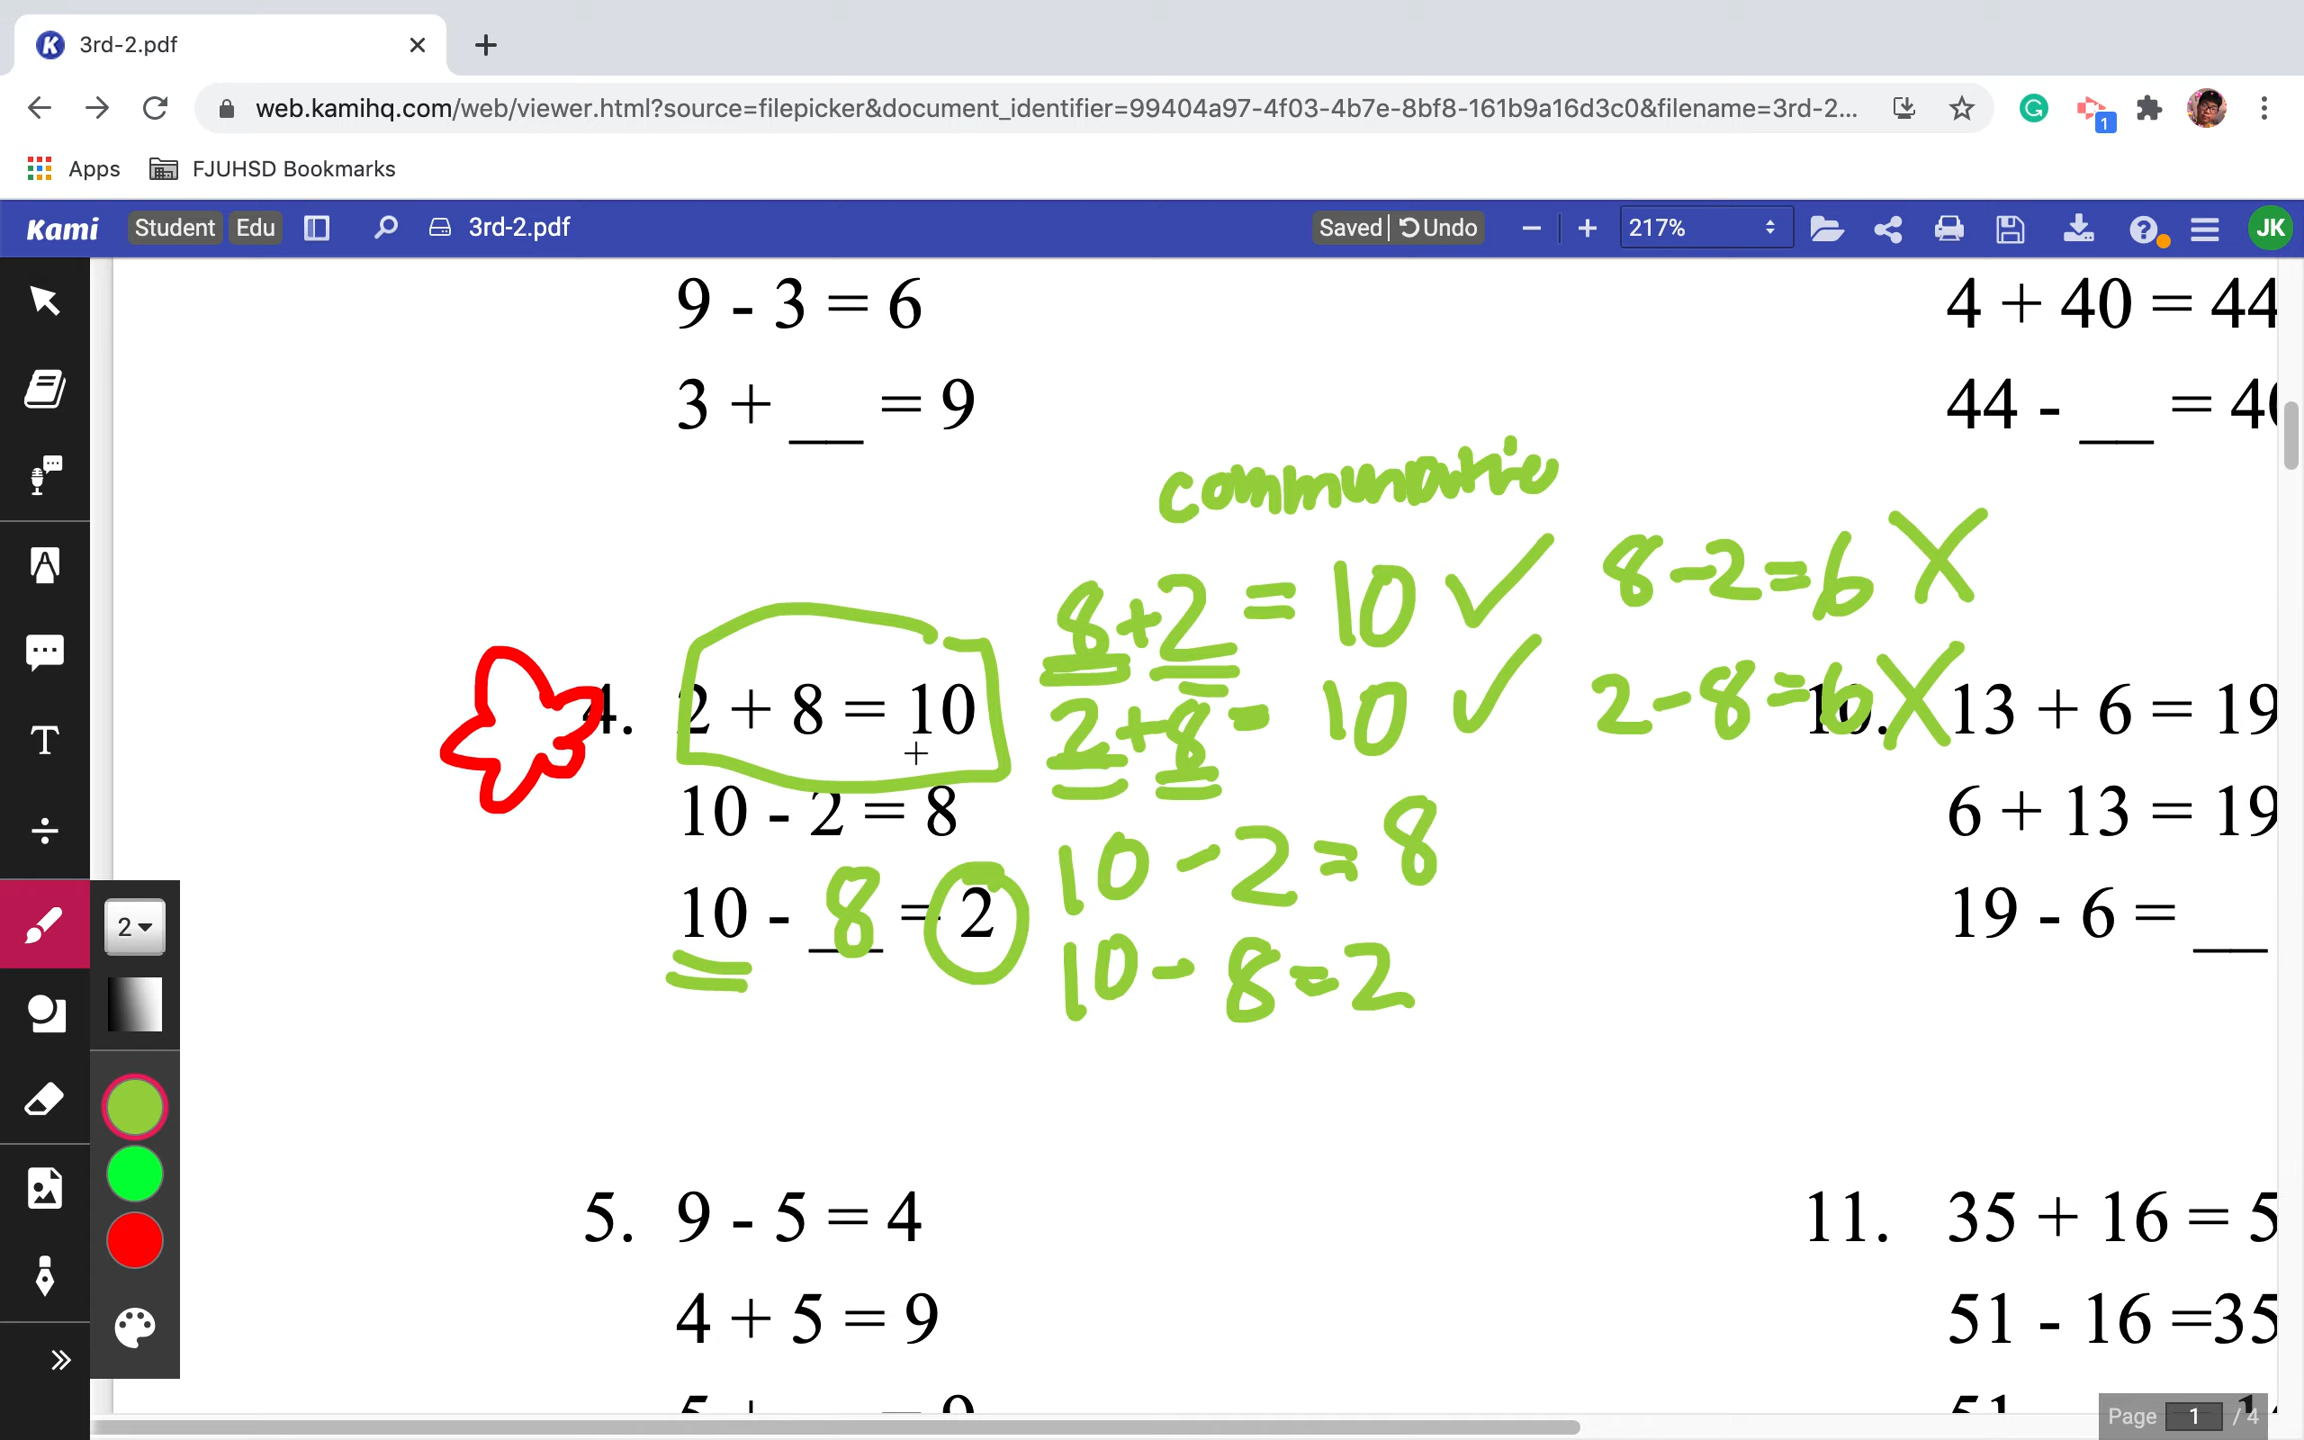 3rd-2.pdf
web.kamihq.com/web/viewer.html?source=filepicker&document_identifier=99404a97-4f03-4b7e-8bf8-161b9a16d3c0&filename=3rd-2...
1
Apps FJUHSD Bookmarks
Kami Student Edu 3rd-2.pdf Saved Undo 217% JK
9 - 3 = 6
3 + __ = 9
4 + 40 = 44
44 - __ = 40
8+2 = 10 ✓
8-2=6 X
2+8=10 ✓
2-8=6 X
4. 2 + 8 = 10
10 - 2 = 8
10 - 8 = 2
10-2=8
10-8=2
10. 13 + 6 = 19
6 + 13 = 19
19 - 6 = __
2
5. 9 - 5 = 4
4 + 5 = 9
11. 35 + 16 = 5
51 - 16 =35
Page 1 / 4